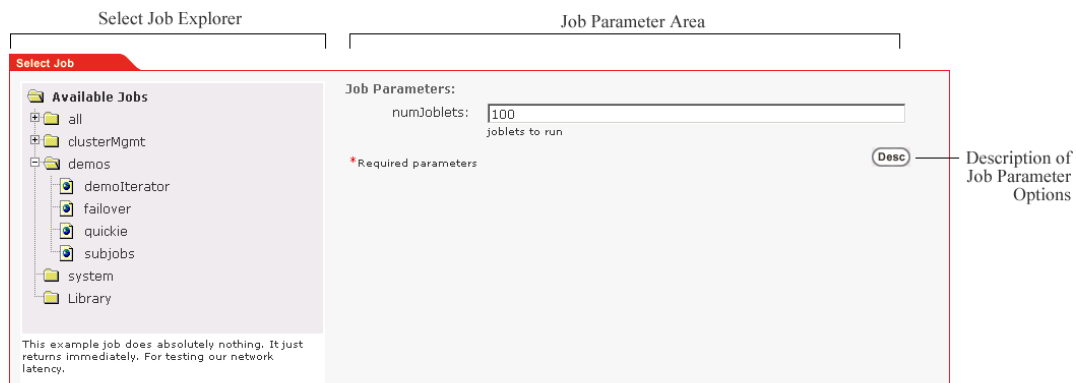 Select Job Explorer
Job Parameter Area
Select Job
Available Jobs
all
clusterMgmt
demos
demoIterator
failover
quickie
subjobs
system
Library
This example job does absolutely nothing. It just
returns immediately. For testing our network
latency.
Job Parameters:
numJoblets: 100
joblets to run
*Required parameters
Desc
Description of
Job Parameter
Options